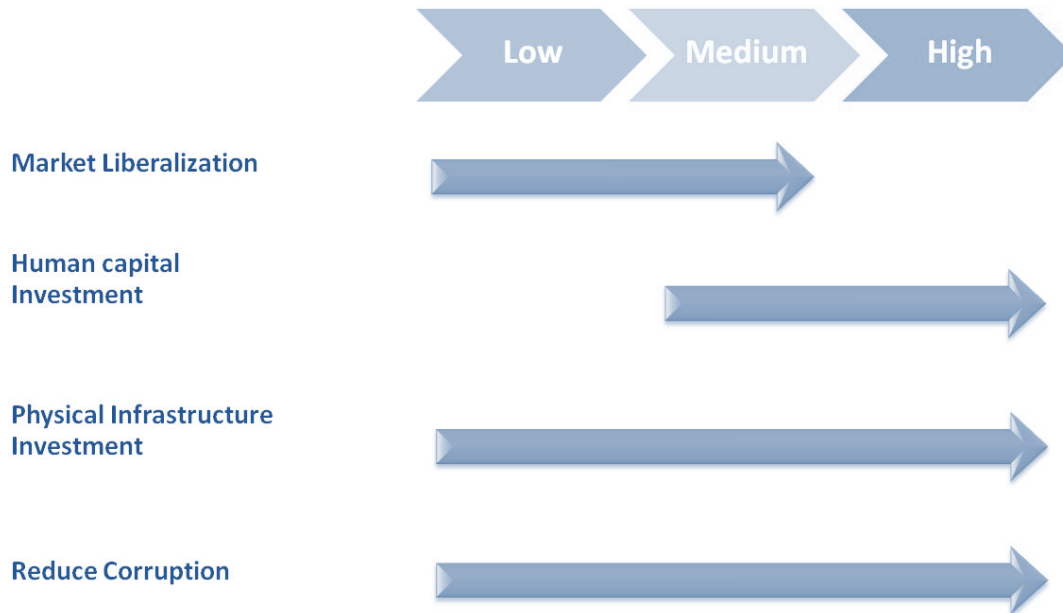 Low
Medium
High
Market Liberalization
Human capital
Investment
Physical Infrastructure
Investment
Reduce Corruption